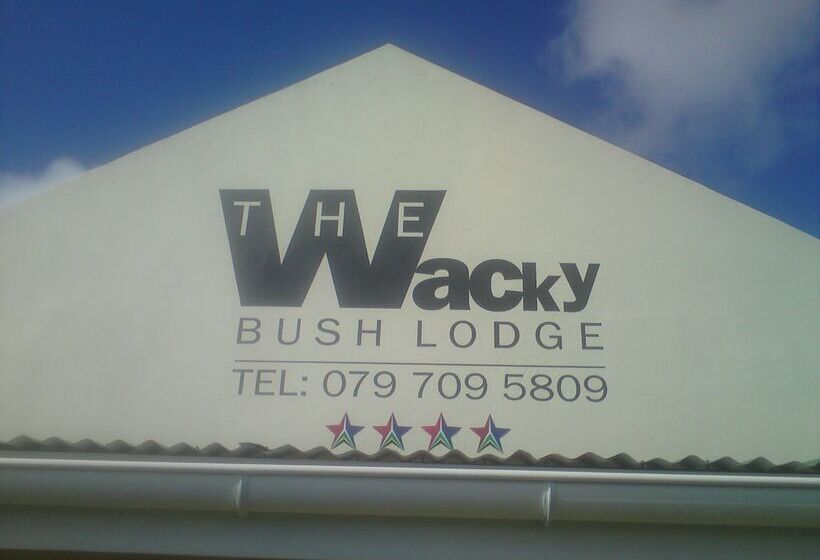 THE
Wacky
BUSH LODGE
TEL: 079 709 5809